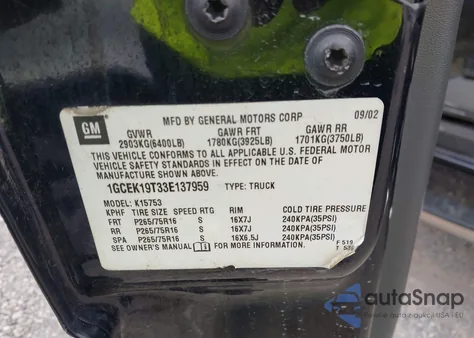 GM
MFD BY GENERAL MOTORS CORP 09/02
GVWR GAWR FRT GAWR RR
2903KG(6400LB) 1780KG(3925LB) 1701KG(3750LB)
THIS VEHICLE CONFORMS TO ALL APPLICABLE U.S. FEDERAL MOTOR
VEHICLE SAFETY STANDARDS IN EFFECT ON THE DATE OF
MANUFACTURE SHOWN ABOVE.
1GCEK19T33E137959 TYPE: TRUCK
MODEL: K15753
KPHF TIRE SIZE SPEED RTG RIM COLD TIRE PRESSURE
FRT P265/75R16 S 16X7J 240KPA(35PSI)
RR P265/75R16 S 16X7J 240KPA(35PSI)
SPA P265/75R16 S 16X6.5J 240KPA(35PSI)
SEE OWNER'S MANUAL FOR MORE INFORMATION
F 519
T
autaSnap
USA i EU